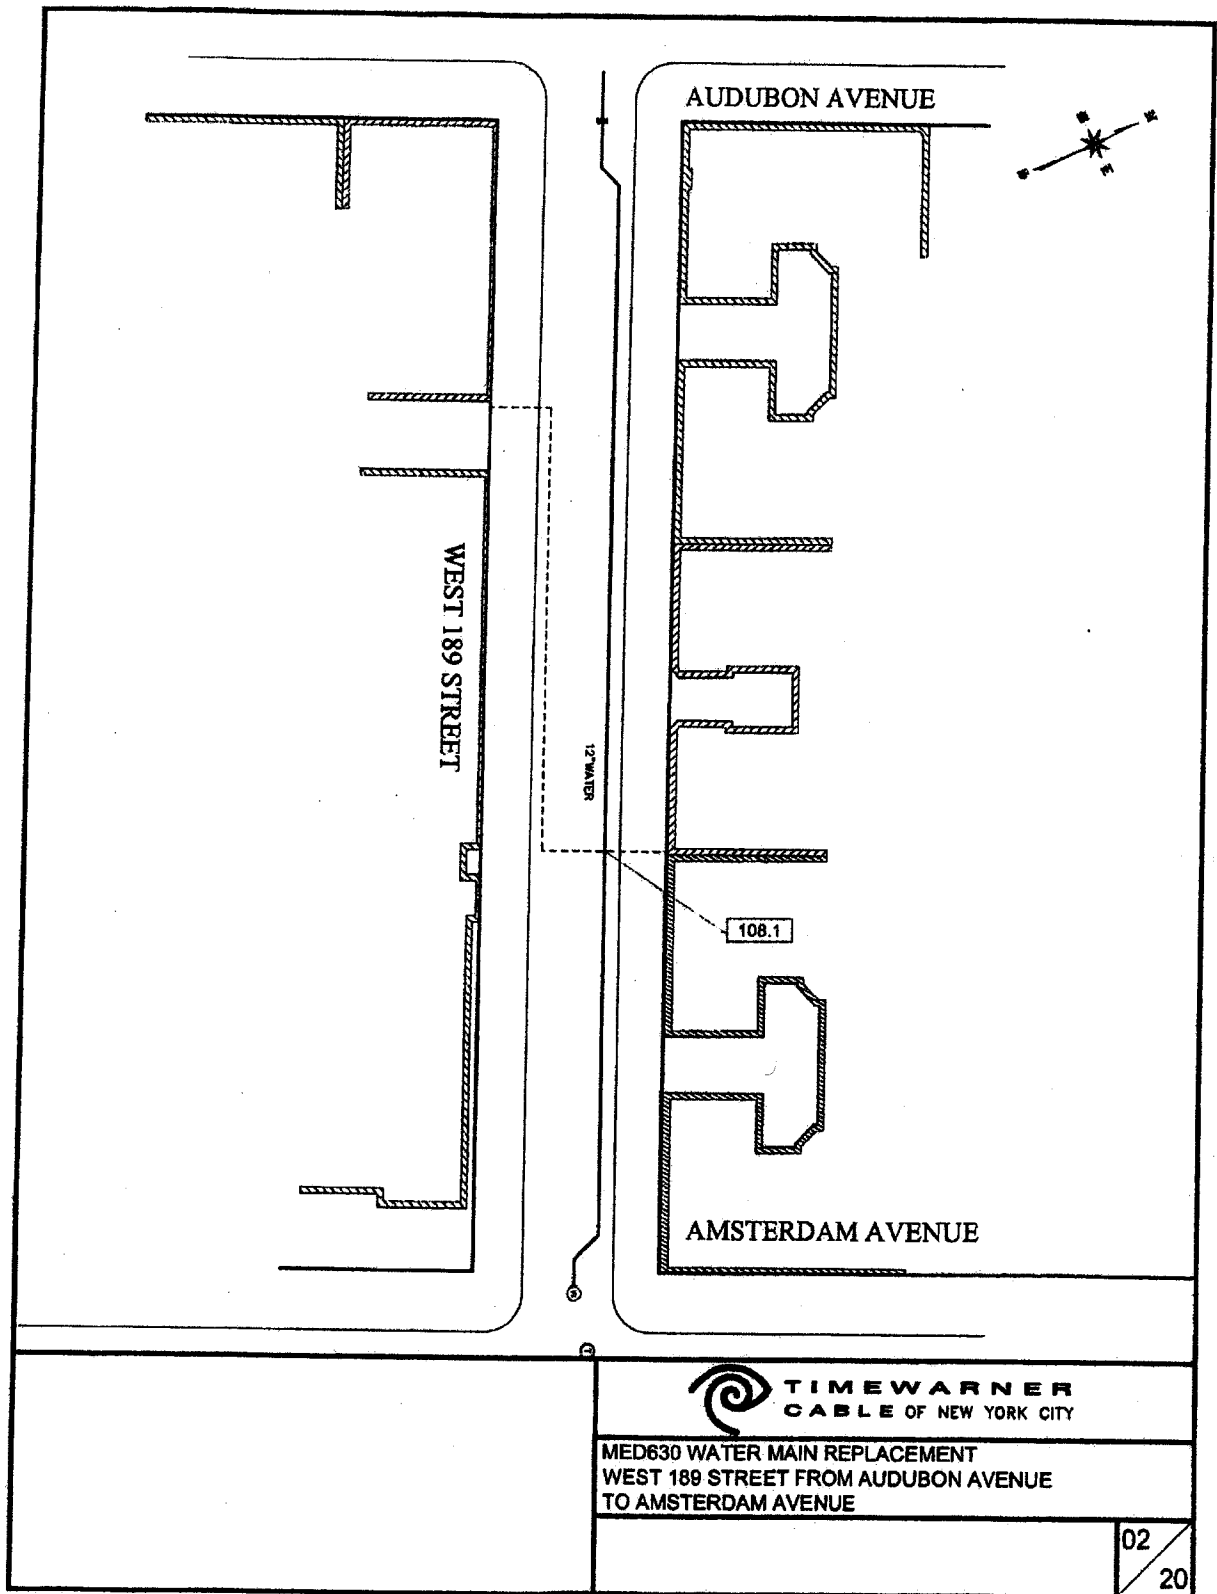 AUDUBON AVENUE
WEST 189 STREET
12"WATER
108.1
AMSTERDAM AVENUE
TIMEWARNER
CABLE OF NEW YORK CITY
MED630 WATER MAIN REPLACEMENT
WEST 189 STREET FROM AUDUBON AVENUE
TO AMSTERDAM AVENUE
02
20